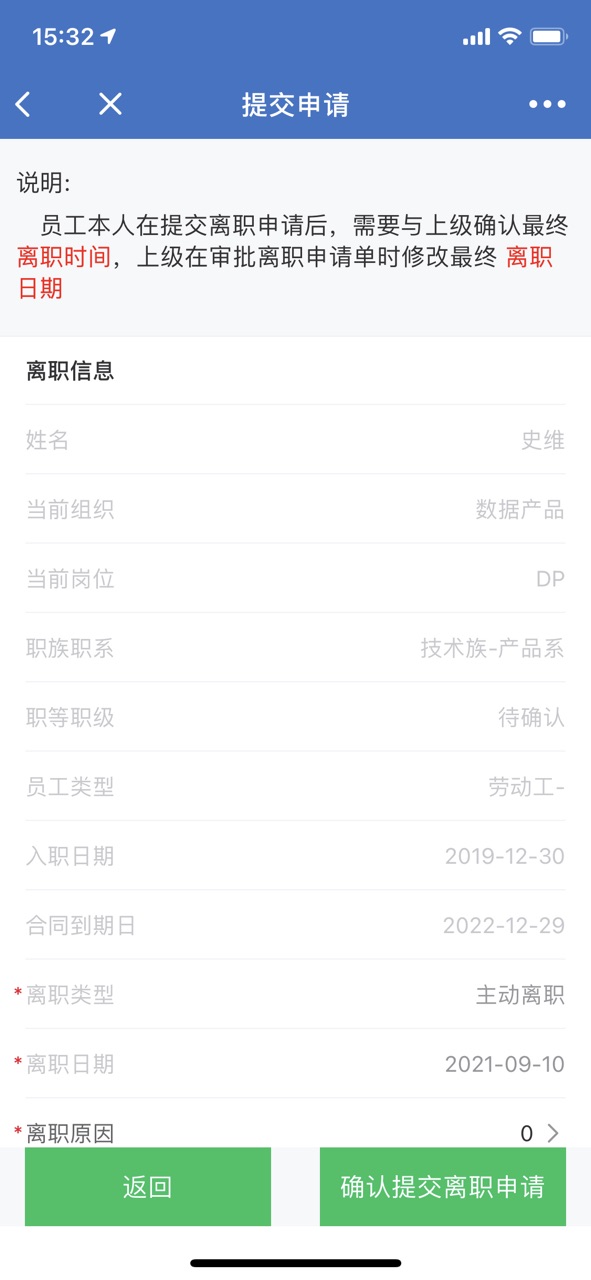 15:32
提交申请
说明:
员工本人在提交离职申请后，需要与上级确认最终
离职时间，上级在审批离职申请单时修改最终 离职
日期
离职信息
姓名 史维
当前组织 数据产品
当前岗位 DP
职族职系 技术族-产品系
职等职级 待确认
员工类型 劳动工-
入职日期 2019-12-30
合同到期日 2022-12-29
*离职类型 主动离职
*离职日期 2021-09-10
*离职原因 0
返回 确认提交离职申请